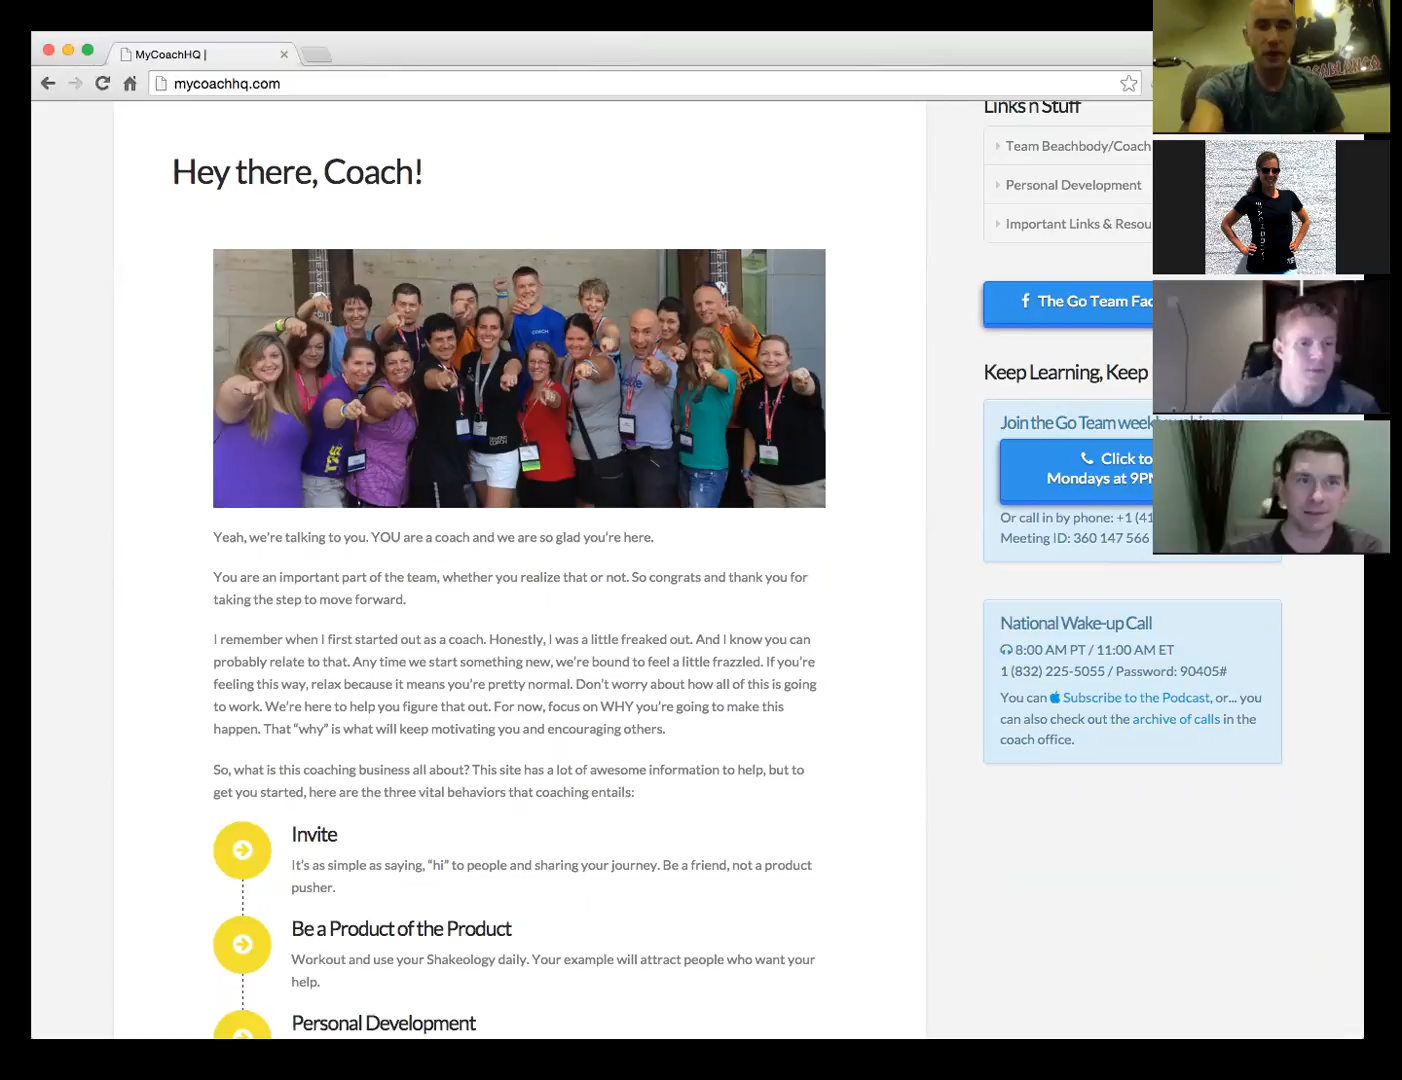 MyCoachHQ |
mycoachhq.com
Hey there, Coach!
COACH
Yeah, we're talking to you. YOU are a coach and we are so glad you're here.
You are an important part of the team, whether you realize that or not. So congrats and thank you for
taking the step to move forward.
I remember when I first started out as a coach. Honestly, I was a little freaked out. And I know you can
probably relate to that. Any time we start something new, we're bound to feel a little frazzled. If you're
feeling this way, relax because it means you're pretty normal. Don't worry about how all of this is going
to work. We're here to help you figure that out. For now, focus on WHY you're going to make this
happen. That “why” is what will keep motivating you and encouraging others.
So, what is this coaching business all about? This site has a lot of awesome information to help, but to
get you started, here are the three vital behaviors that coaching entails:
Invite
It's as simple as saying, “hi” to people and sharing your journey. Be a friend, not a product
pusher.
Be a Product of the Product
Workout and use your Shakeology daily. Your example will attract people who want your
help.
Personal Development
Links n Stuff
Team Beachbody/Coach
Personal Development
Important Links & Resou
The Go Team Fac
Keep Learning, Keep
Join the Go Team week
Click to
Mondays at 9P
Or call in by phone: +1 (41
Meeting ID: 360 147 566
National Wake-up Call
8:00 AM PT / 11:00 AM ET
1 (832) 225-5055 / Password: 90405#
You can Subscribe to the Podcast, or... you
can also check out the archive of calls in the
coach office.